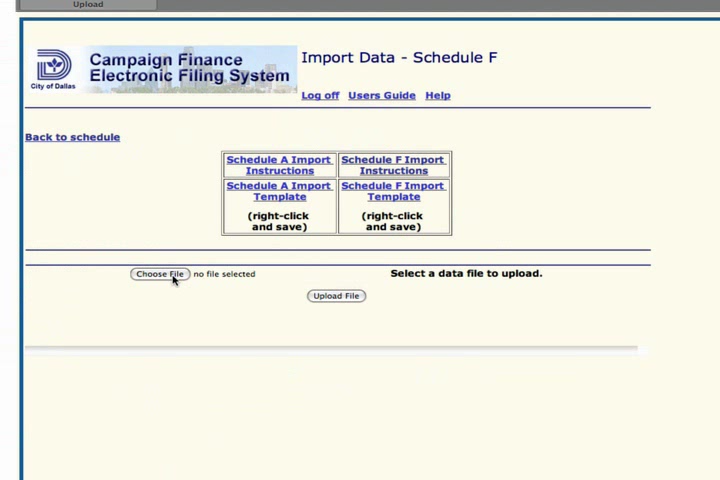 Upload
Campaign Finance
Electronic Filing System
City of Dallas
Import Data - Schedule F
Log off Users Guide Help
Back to schedule
Schedule A Import Instructions
Schedule F Import Instructions
Schedule A Import Template
(right-click and save)
Schedule F Import Template
(right-click and save)
Choose File no file selected
Select a data file to upload.
Upload File